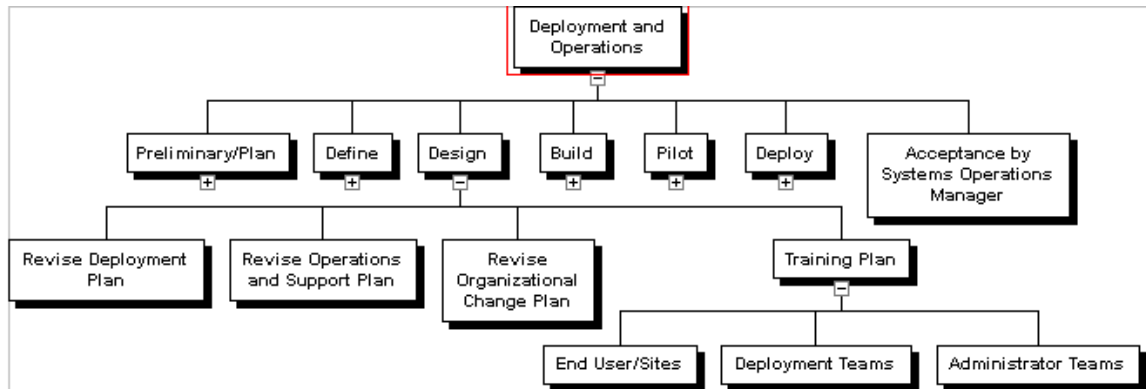 Deployment and
Operations
Preliminary/Plan
Define
Design
Build
Pilot
Deploy
Acceptance by
Systems Operations
Manager
Revise Deployment
Plan
Revise Operations
and Support Plan
Revise
Organizational
Change Plan
Training Plan
End User/Sites
Deployment Teams
Administrator Teams